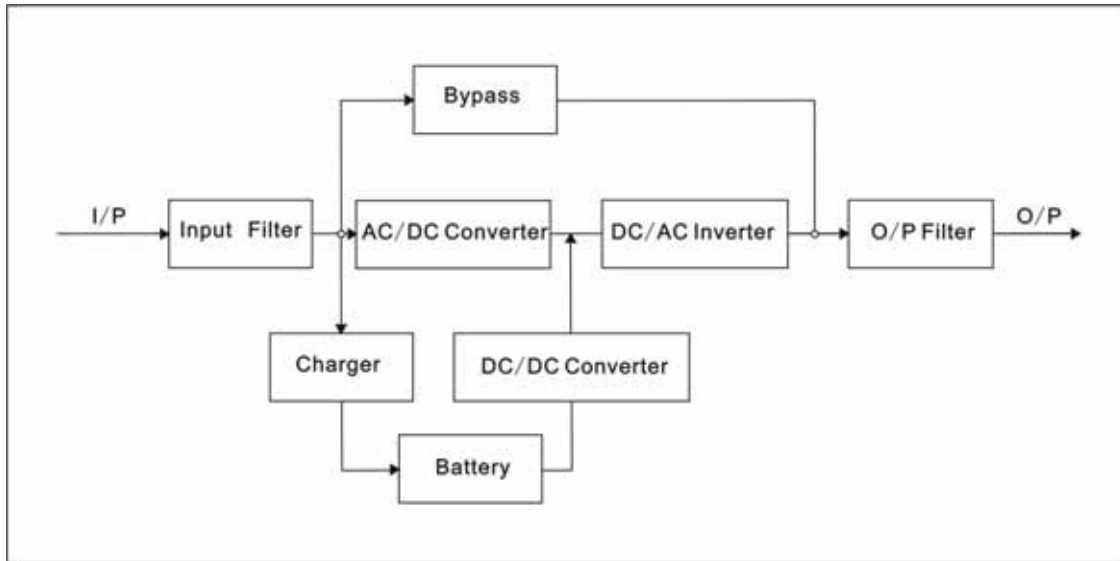 Bypass
I/P
Input Filter
AC/DC Converter
DC/AC Inverter
O/P Filter
O/P
Charger
DC/DC Converter
Battery